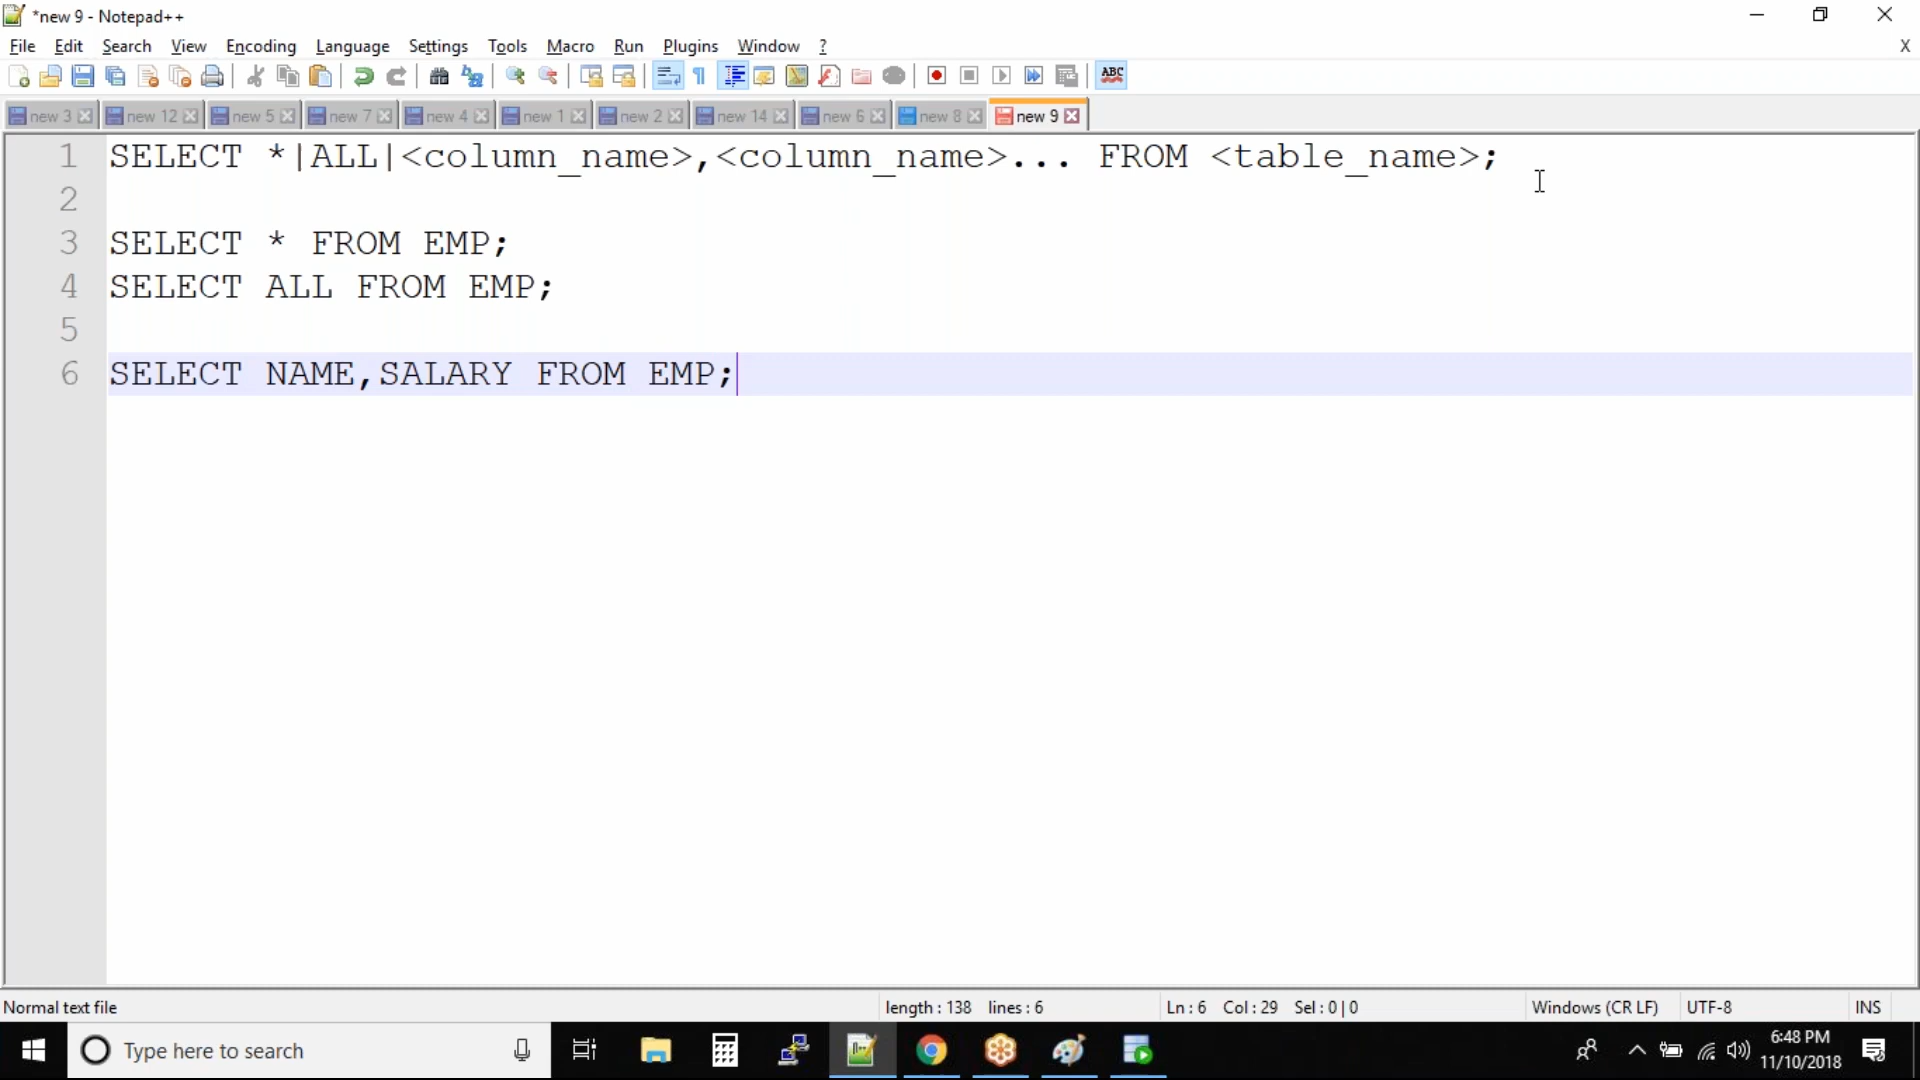 *new 9 - Notepad++
File Edit Search View Encoding Language Settings Tools Macro Run Plugins Window ? X
ABC
new 3 new 12 new 5 new 7 new 4 new 1 new 2 new 14 new 6 new 8 new 9
1 SELECT *|ALL|<column_name>,<column_name>... FROM <table_name>;
2
3 SELECT * FROM EMP;
4 SELECT ALL FROM EMP;
5
6 SELECT NAME,SALARY FROM EMP;
Normal text file length : 138 lines : 6 Ln : 6 Col : 29 Sel : 0 | 0 Windows (CR LF) UTF-8 INS
Type here to search
6:48 PM
11/10/2018